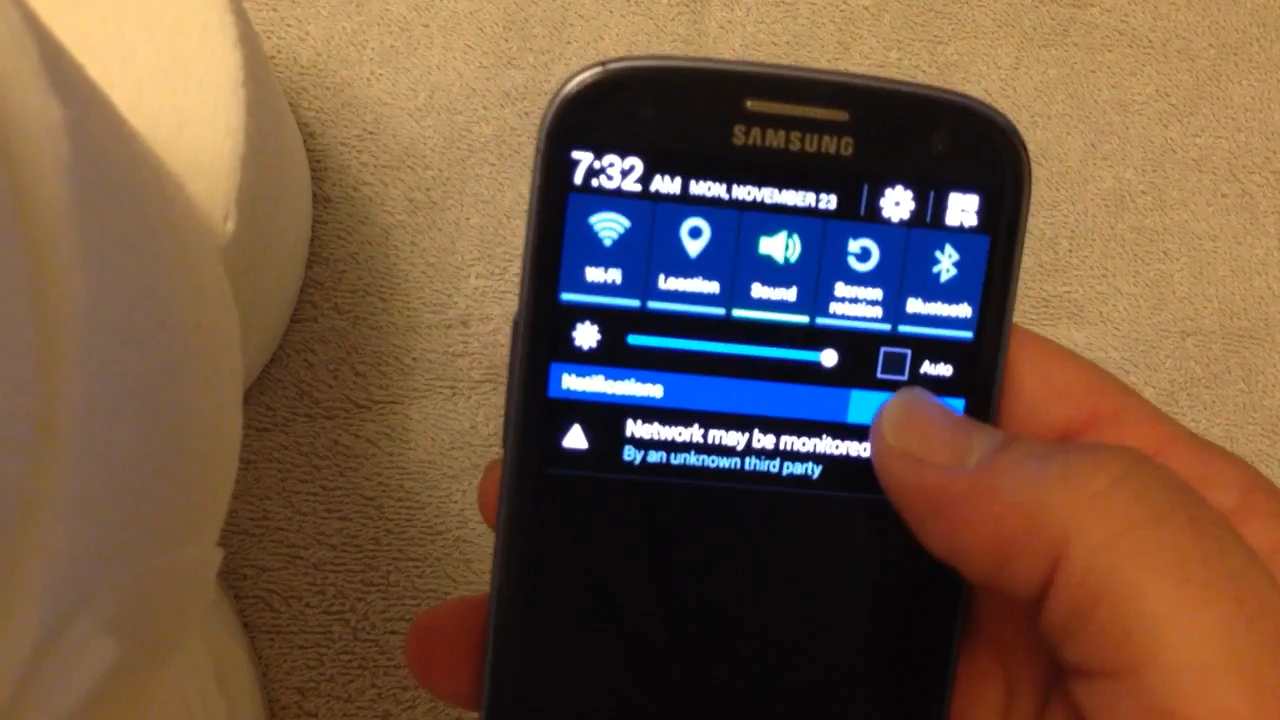 SAMSUNG
7:32 AM MON, NOVEMBER 23
Wi-Fi
Location
Sound
Screen rotation
Bluetooth
Auto
Notifications
Network may be monitored
By an unknown third party